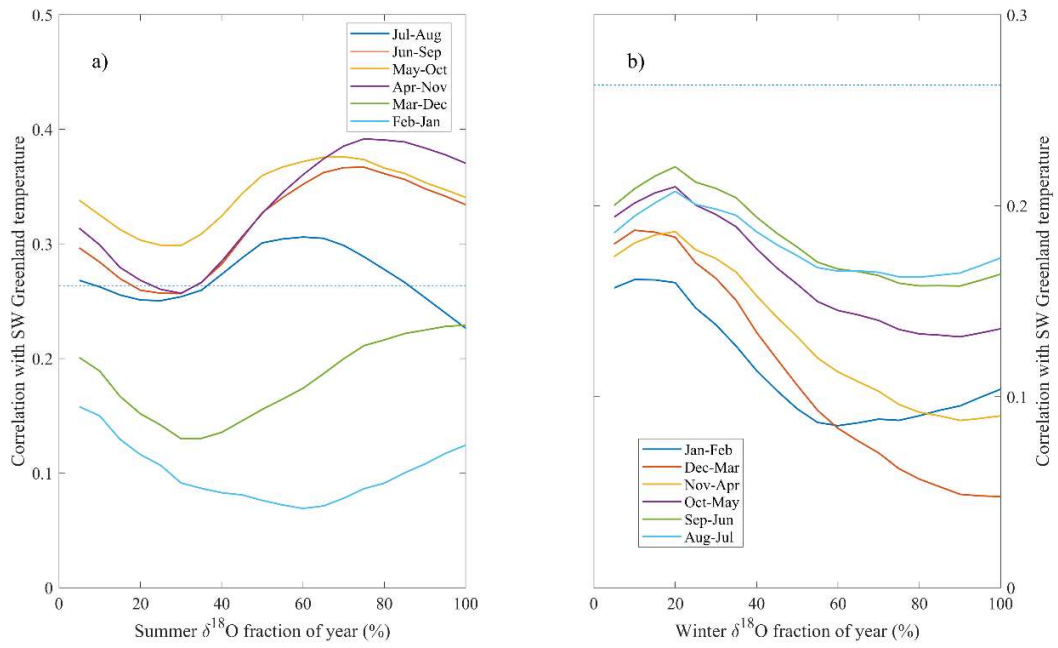 a)
Jul-Aug
Jun-Sep
May-Oct
Apr-Nov
Mar-Dec
Feb-Jan
0.5
0.4
0.3
0.2
0.1
0
Correlation with SW Greenland temperature
0 20 40 60 80 100
Summer δ¹⁸O fraction of year (%)
b)
Jan-Feb
Dec-Mar
Nov-Apr
Oct-May
Sep-Jun
Aug-Jul
0.3
0.2
0.1
0
Correlation with SW Greenland temperature
0 20 40 60 80 100
Winter δ¹⁸O fraction of year (%)